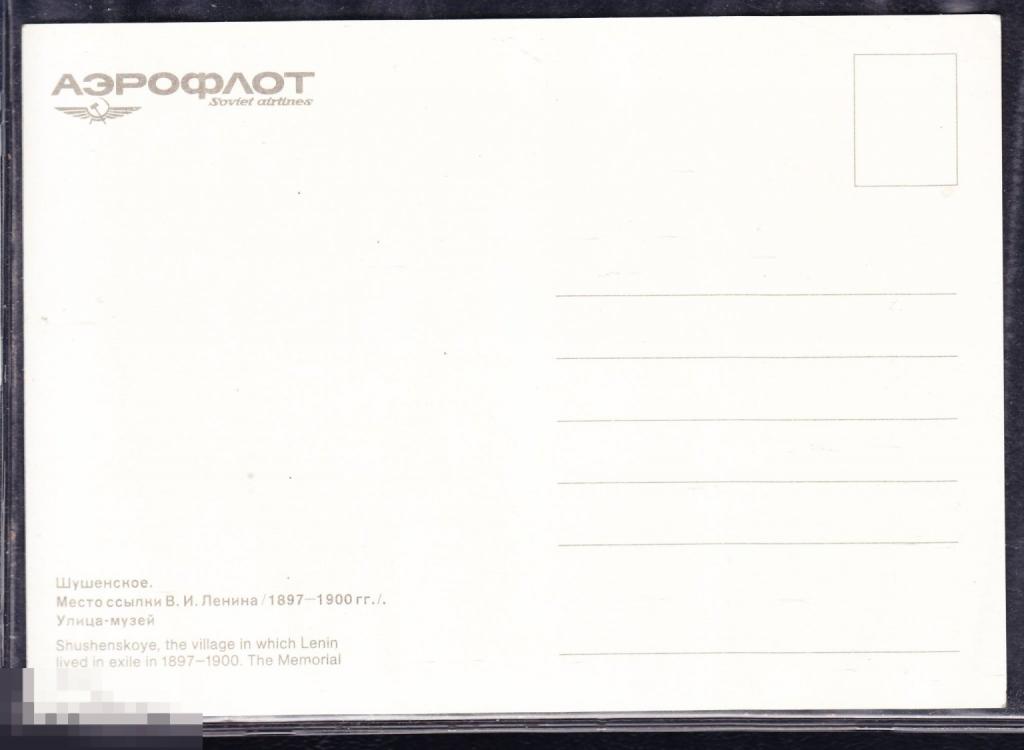 АЭРОФЛОТ
Soviet airlines
Шушенское.
Место ссылки В. И. Ленина /1897–1900 гг./.
Улица-музей
Shushenskoye, the village in which Lenin
lived in exile in 1897–1900. The Memorial